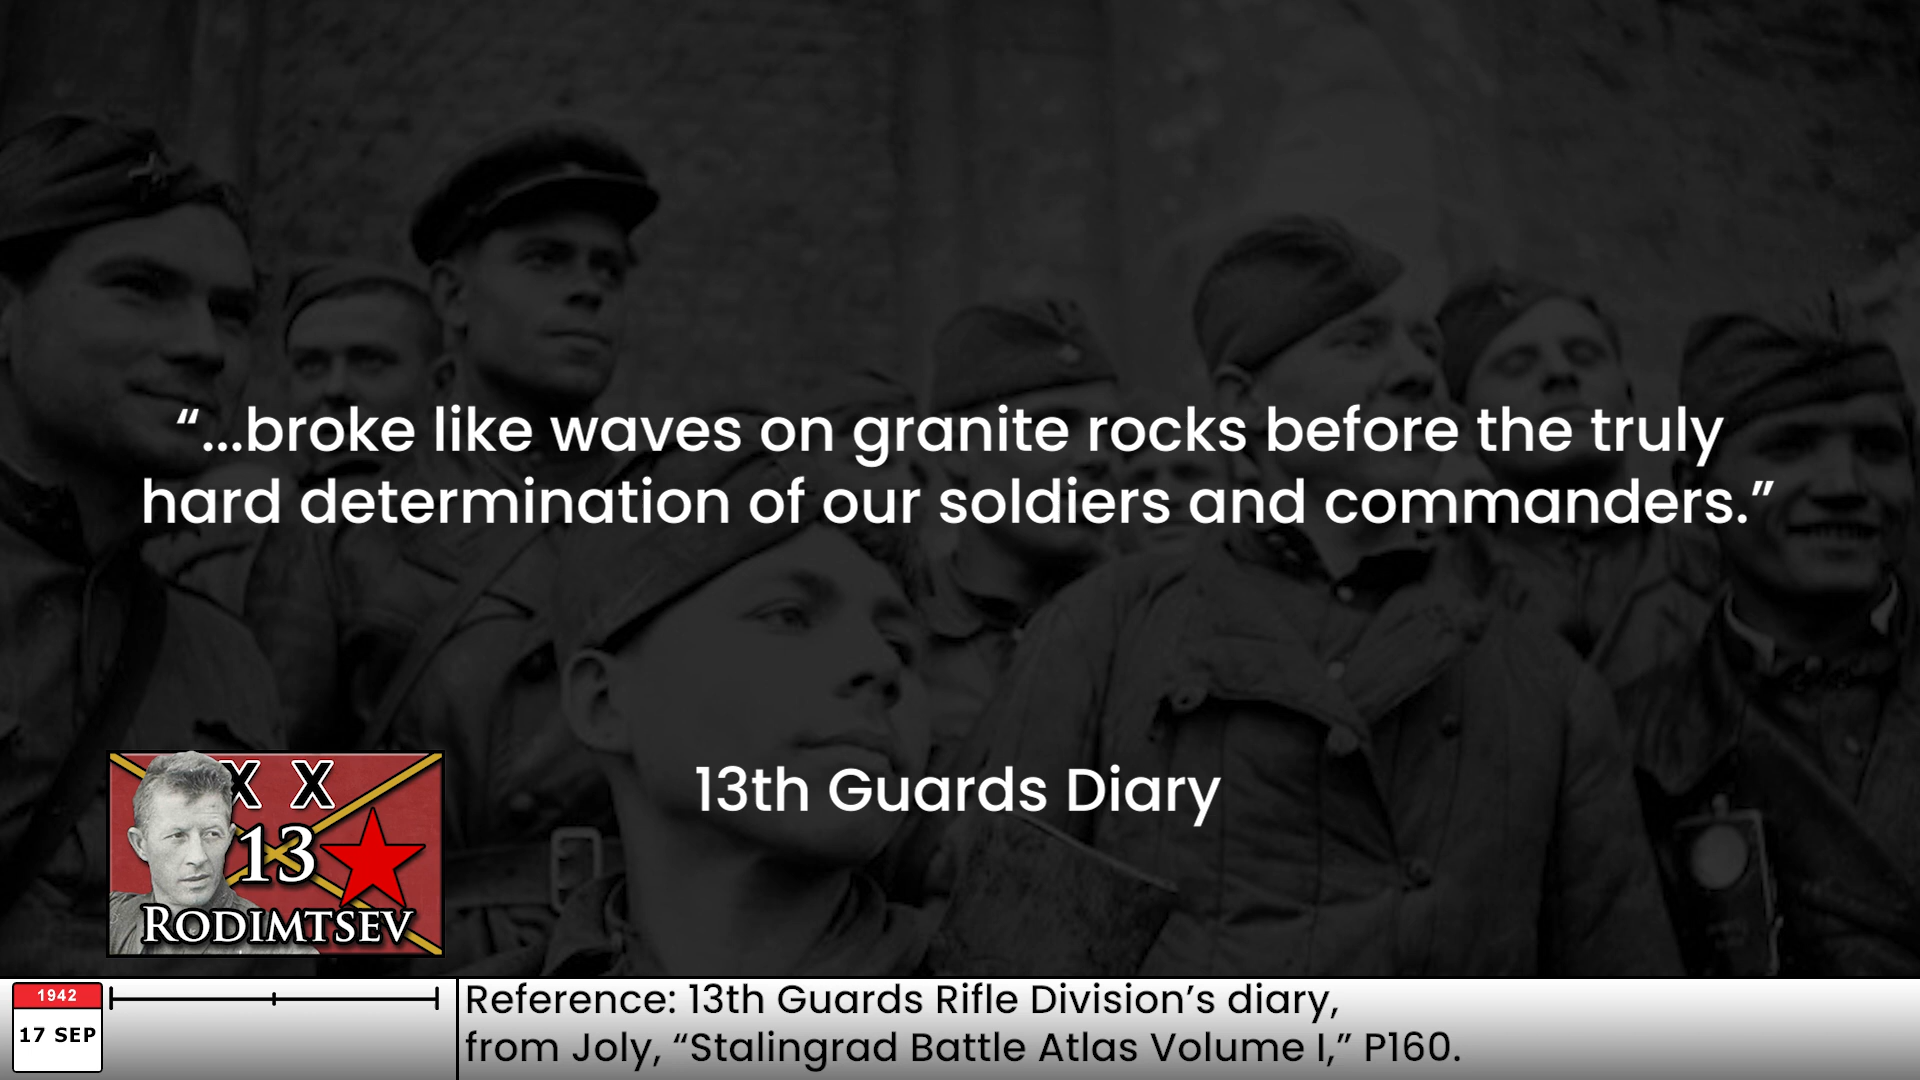 “...broke like waves on granite rocks before the truly
hard determination of our soldiers and commanders.”
X X
13
RODIMTSEV
13th Guards Diary
1942
17 SEP
Reference: 13th Guards Rifle Division’s diary,
from Joly, “Stalingrad Battle Atlas Volume I,” P160.